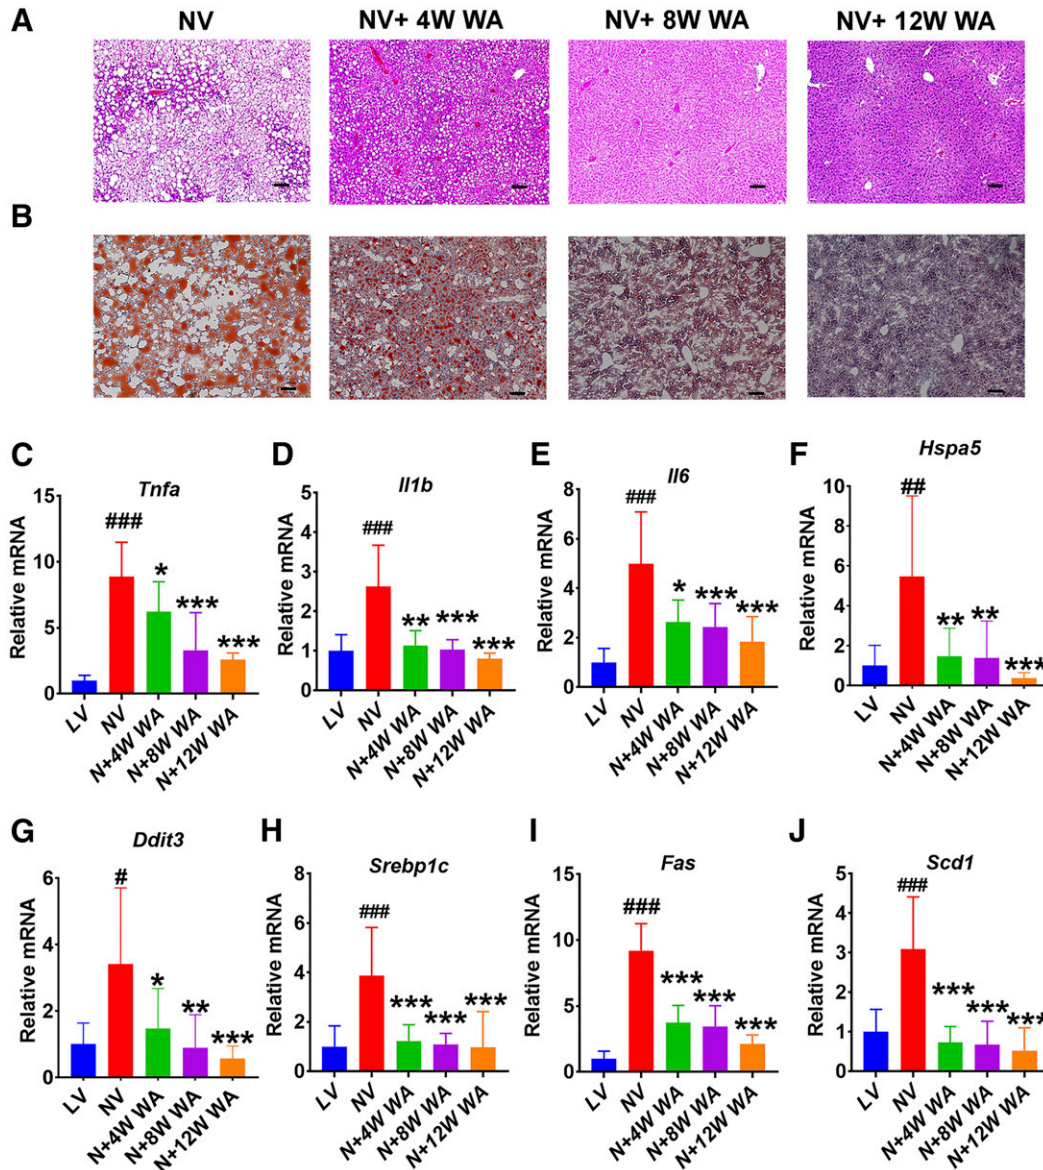 A
NV
NV+ 4W WA
NV+ 8W WA
NV+ 12W WA
B
C
Tnfa
Relative mRNA
15
10
5
0
###
*
***
***
LV
NV
N+4W WA
N+8W WA
N+12W WA
D
Il1b
Relative mRNA
5
4
3
2
1
0
###
**
***
***
LV
NV
N+4W WA
N+8W WA
N+12W WA
E
Il6
Relative mRNA
8
6
4
2
0
###
*
***
***
LV
NV
N+4W WA
N+8W WA
N+12W WA
F
Hspa5
Relative mRNA
10
8
6
4
2
0
##
**
**
***
LV
NV
N+4W WA
N+8W WA
N+12W WA
G
Ddit3
Relative mRNA
6
4
2
0
#
*
**
***
LV
NV
N+4W WA
N+8W WA
N+12W WA
H
Srebp1c
Relative mRNA
8
6
4
2
0
###
***
***
***
LV
NV
N+4W WA
N+8W WA
N+12W WA
I
Fas
Relative mRNA
15
10
5
0
###
***
***
***
LV
NV
N+4W WA
N+8W WA
N+12W WA
J
Scd1
Relative mRNA
5
4
3
2
1
0
###
***
***
***
LV
NV
N+4W WA
N+8W WA
N+12W WA